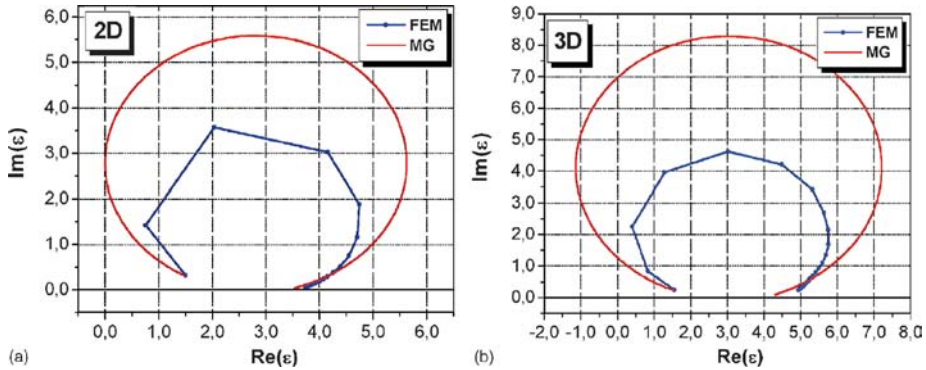 2D
FEM
MG
Im(ε)
6,0
5,0
4,0
3,0
2,0
1,0
0,0
0,0 1,0 2,0 3,0 4,0 5,0 6,0
Re(ε)
(a)
3D
FEM
MG
Im(ε)
9,0
8,0
7,0
6,0
5,0
4,0
3,0
2,0
1,0
0,0
-2,0 -1,0 0,0 1,0 2,0 3,0 4,0 5,0 6,0 7,0 8,0
Re(ε)
(b)